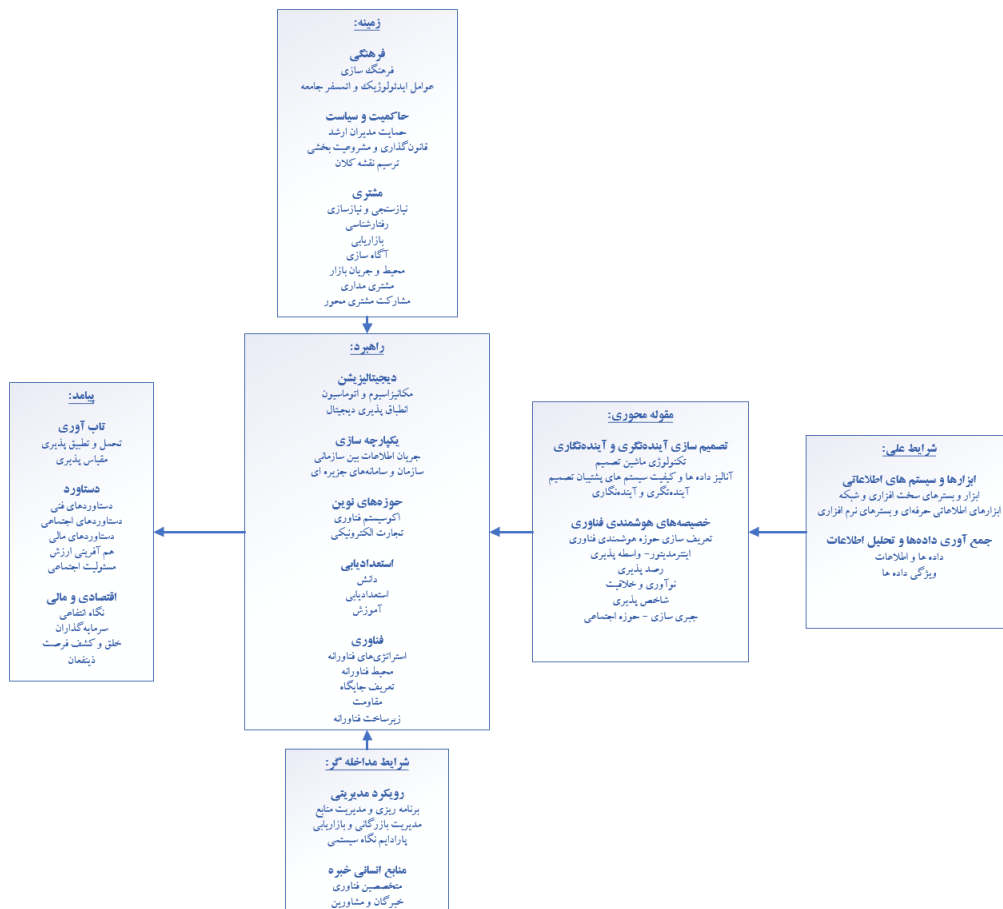 زمینه:
فرهنگی
فرهنگ سازی
عوامل ایدئولوژیک و اتمسفر جامعه
حاکمیت و سیاست
حمایت مدیران ارشد
قانون‌گذاری و مشروعیت بخشی
ترسیم نقشه کلان
مشتری
نیازسنجی و نیازسازی
رفتارشناسی
بازاریابی
آگاه سازی
محیط و جریان بازار
مشتری مداری
مشارکت مشتری محور
شرایط علی:
ابزارها و سیستم های اطلاعاتی
ابزار و بسترهای سخت افزاری و شبکه
ابزارهای اطلاعاتی حرفه‌ای و بسترهای نرم افزاری
جمع آوری داده‌ها و تحلیل اطلاعات
داده ها و اطلاعات
ویژگی داده ها
مقوله محوری:
تصمیم سازی آینده‌نگری و آینده‌نگاری
تکنولوژی ماشین تصمیم
آنالیز داده ها و کیفیت سیستم های پشتیبان تصمیم
آینده‌نگری و آینده‌نگاری
خصیصه‌های هوشمندی فناوری
تعریف سازی حوزه هوشمندی فناوری
اینترمدیتور- واسطه پذیری
رصد پذیری
نوآوری و خلاقیت
شاخص پذیری
جبری سازی – حوزه اجتماعی
راهبرد:
دیجیتالیزیشن
مکانیزاسیوم و اتوماسیون
انطباق پذیری دیجیتال
یکپارچه سازی
جریان اطلاعات بین سازمانی
سازمان و سامانه‌های جزیره ای
حوزه‌های نوین
اکوسیستم فناوری
تجارت الکترونیکی
استعدادیابی
دانش
استعدادیابی
آموزش
فناوری
استراتژی‌های فناورانه
محیط فناورانه
تعریف جایگاه
مقاومت
زیرساخت فناورانه
پیامد:
تاب آوری
تحمل و تطبیق پذیری
مقیاس پذیری
دستاورد
دستاوردهای فنی
دستاوردهای اجتماعی
دستاوردهای مالی
هم آفرینی ارزش
مسئولیت اجتماعی
اقتصادی و مالی
نگاه انتفاعی
سرمایه‌گذاران
خلق و کشف فرصت
ذینفعان
شرایط مداخله گر:
رویکرد مدیریتی
برنامه ریزی و مدیریت منابع
مدیریت بازرگانی و بازاریابی
پارادایم نگاه سیستمی
منابع انسانی خبره
متخصصین فناوری
خبرگان و مشاورین